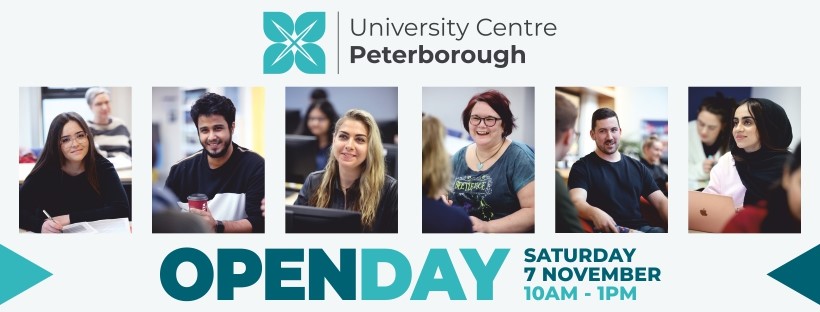 University Centre
Peterborough
OPENDAY
SATURDAY
7 NOVEMBER
10AM - 1PM